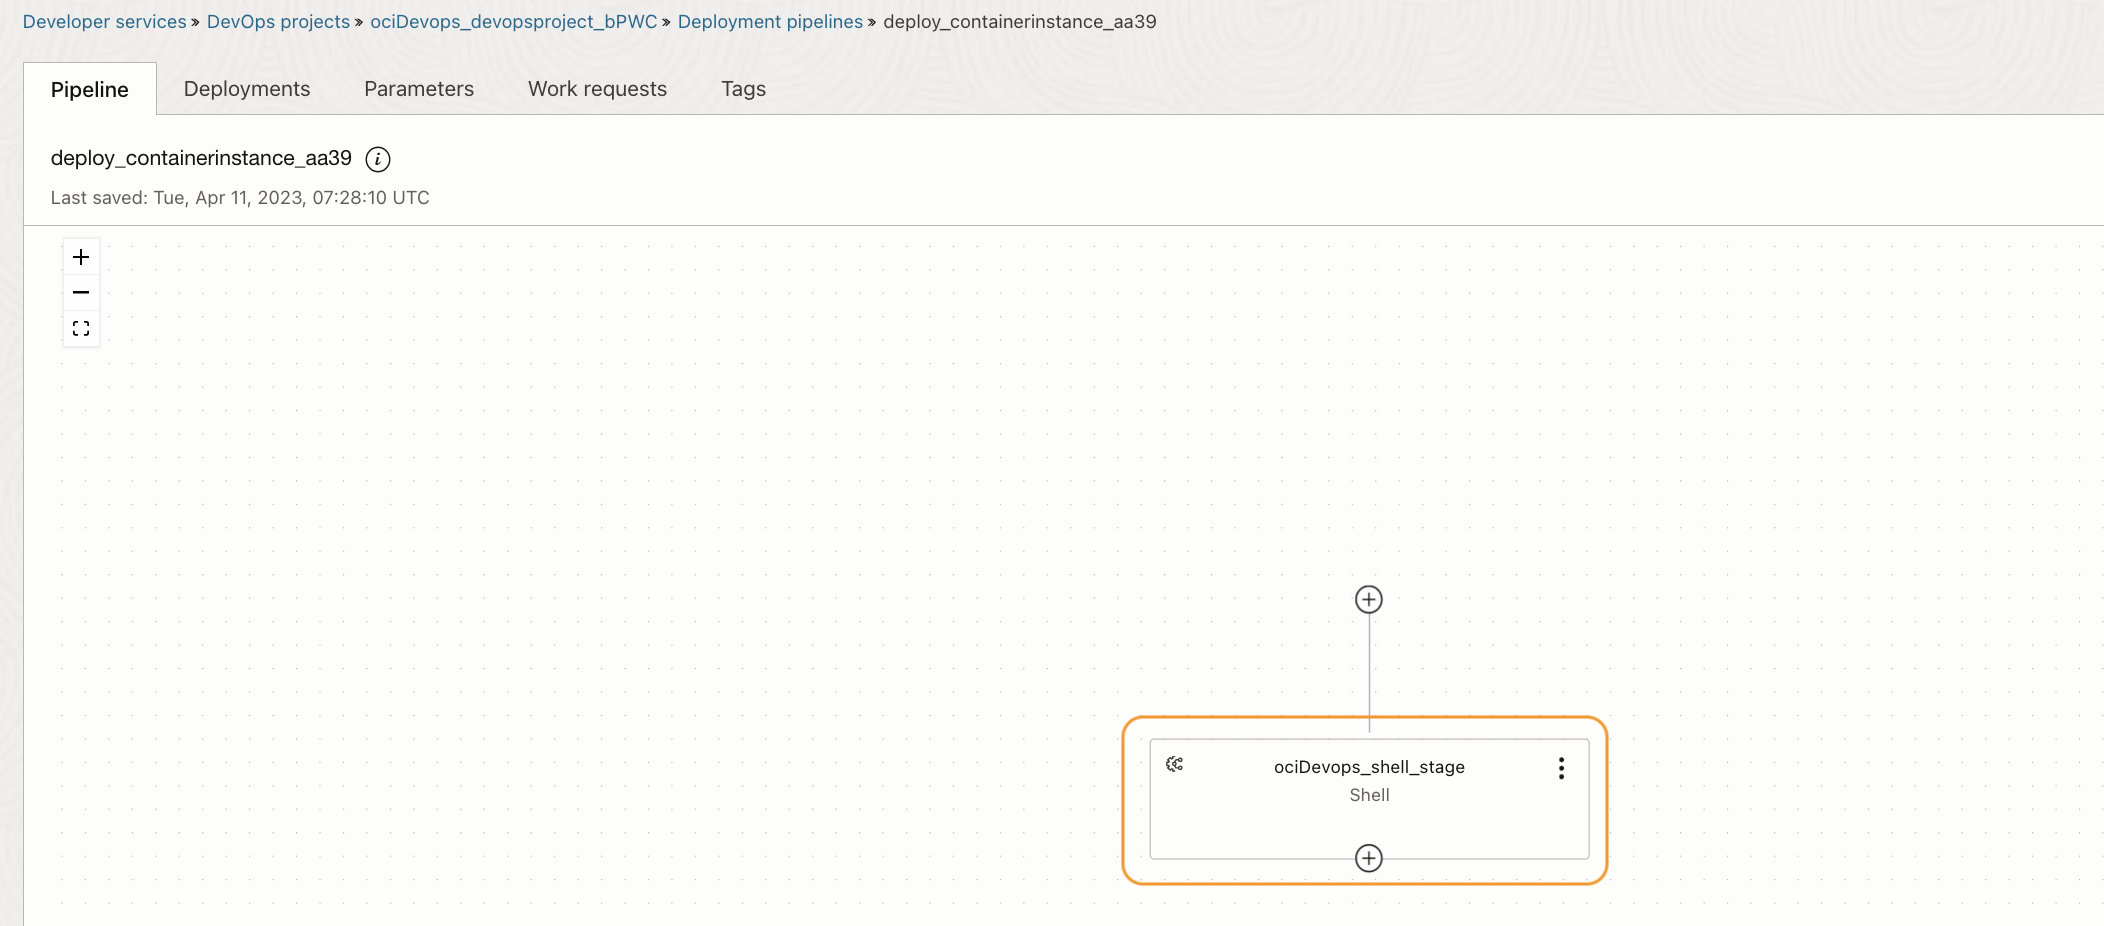 Developer services » DevOps projects » ociDevops_devopsproject_bPWC » Deployment pipelines » deploy_containerinstance_aa39
Pipeline Deployments Parameters Work requests Tags
deploy_containerinstance_aa39
Last saved: Tue, Apr 11, 2023, 07:28:10 UTC
ociDevops_shell_stage
Shell